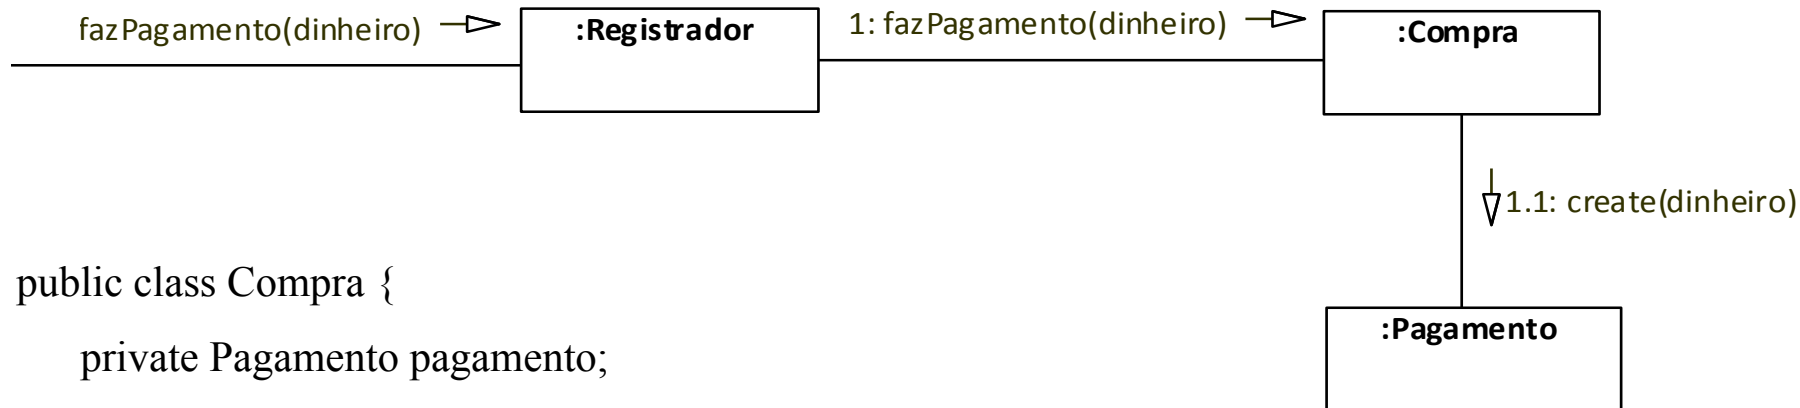 fazPagamento(dinheiro)
:Registrador
1: fazPagamento(dinheiro)
:Compra
1.1: create(dinheiro)
:Pagamento
public class Compra {
private Pagamento pagamento;